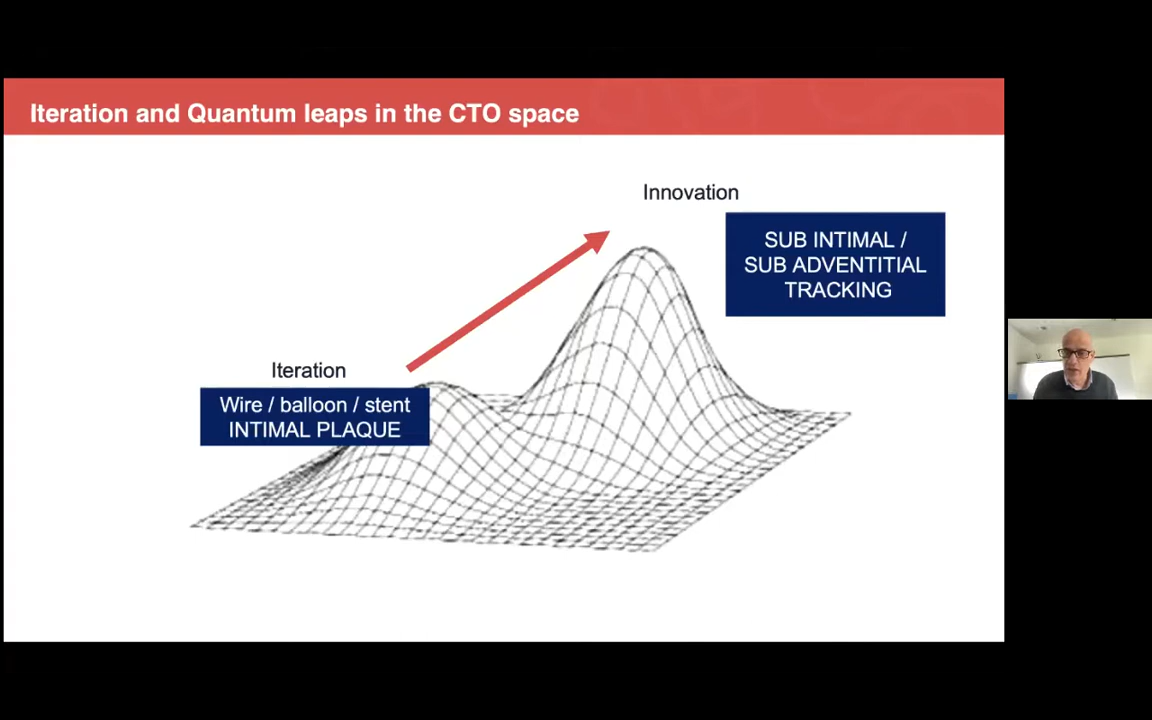 Iteration and Quantum leaps in the CTO space
Innovation
SUB INTIMAL /
SUB ADVENTITIAL
TRACKING
Iteration
Wire / balloon / stent
INTIMAL PLAQUE